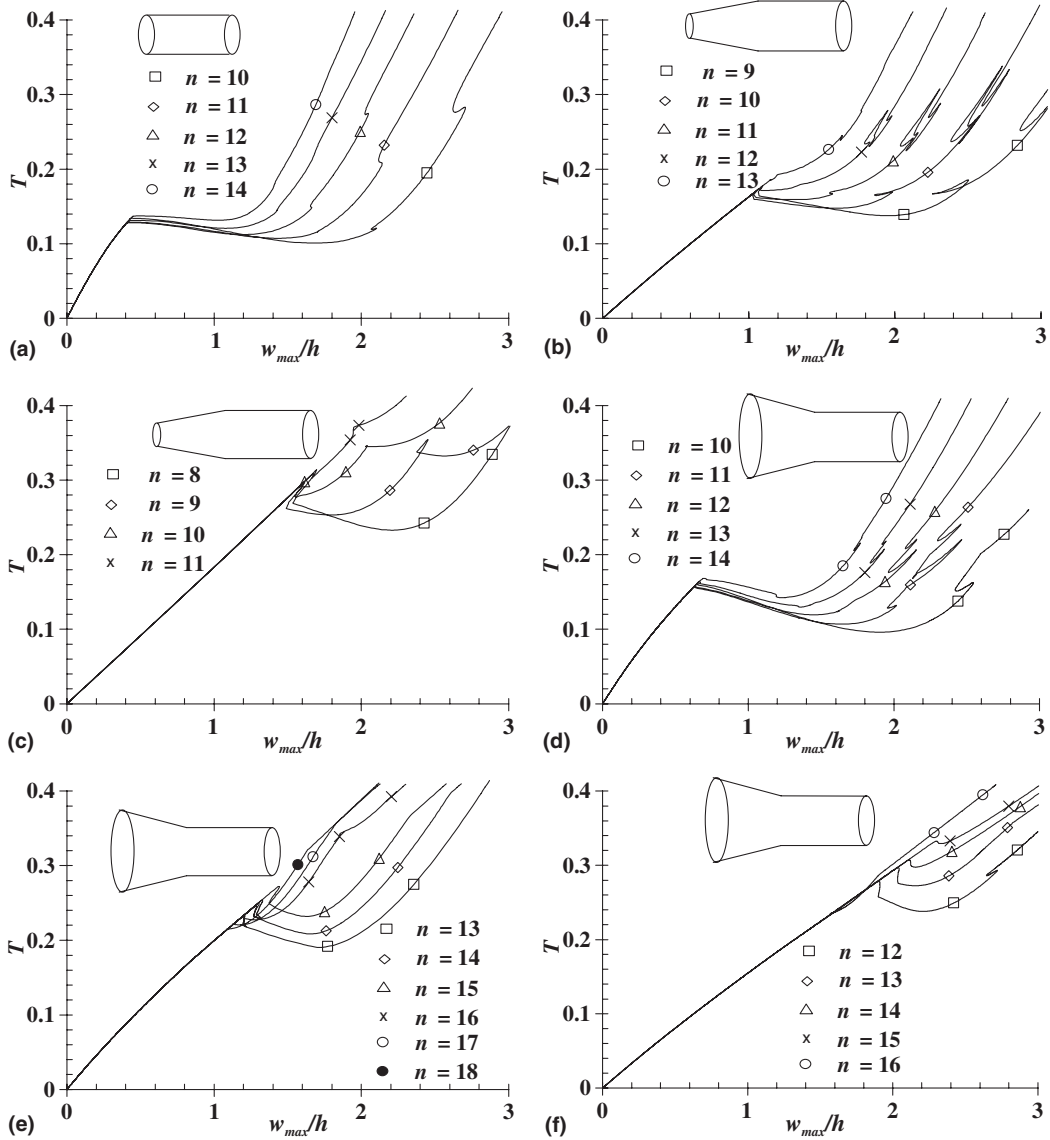 0.4
0.3
T
0.2
0.1
0
0
1
2
3
w_max/h
n = 10
n = 11
n = 12
n = 13
n = 14
(a)
0.4
0.3
T
0.2
0.1
0
0
1
2
3
w_max/h
n = 9
n = 10
n = 11
n = 12
n = 13
(b)
0.4
0.3
T
0.2
0.1
0
0
1
2
3
w_max/h
n = 8
n = 9
n = 10
n = 11
(c)
0.4
0.3
T
0.2
0.1
0
0
1
2
3
w_max/h
n = 10
n = 11
n = 12
n = 13
n = 14
(d)
0.4
0.3
T
0.2
0.1
0
0
1
2
3
w_max/h
n = 13
n = 14
n = 15
n = 16
n = 17
n = 18
(e)
0.4
0.3
T
0.2
0.1
0
0
1
2
3
w_max/h
n = 12
n = 13
n = 14
n = 15
n = 16
(f)